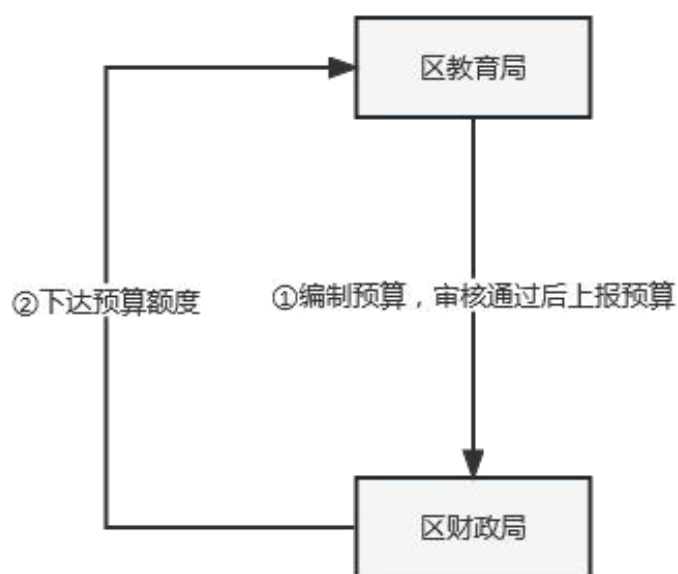 区教育局
②下达预算额度
①编制预算，审核通过后上报预算
区财政局